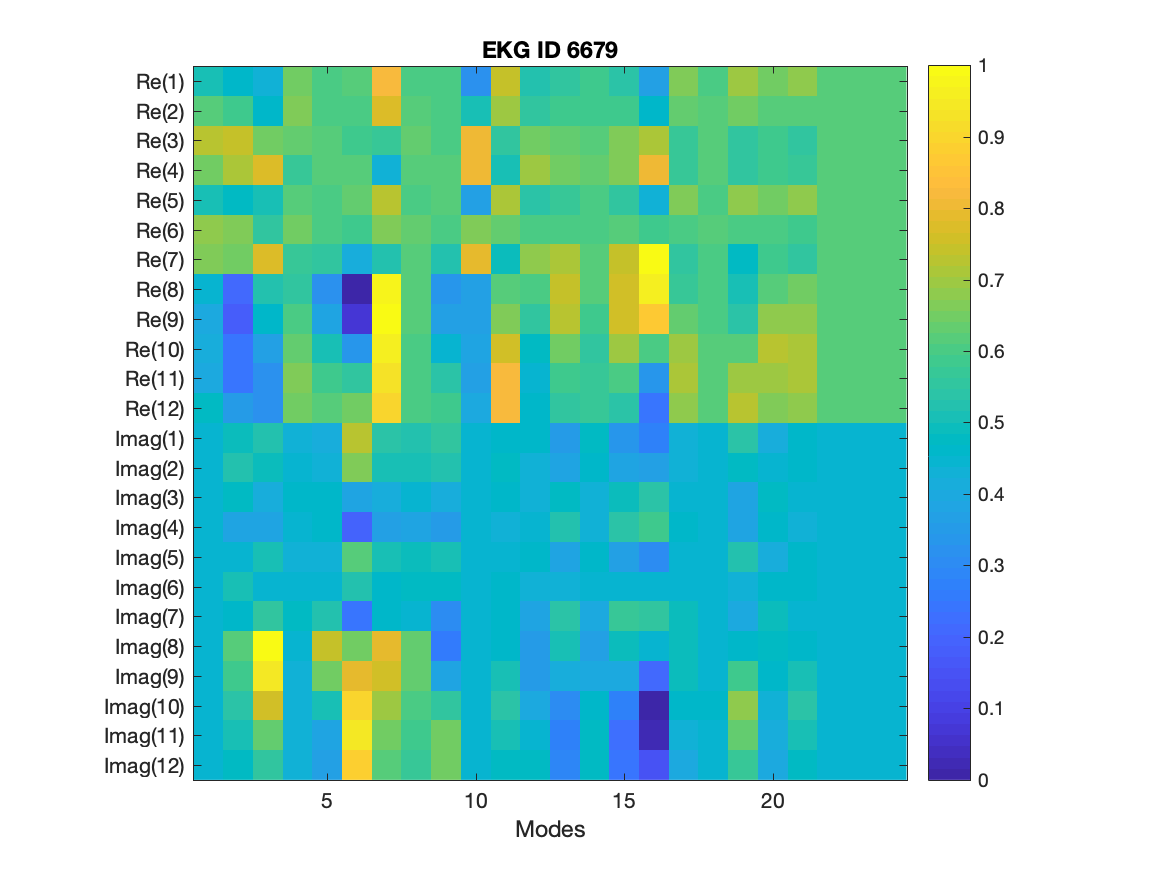 EKG ID 6679
Re(1)
Re(2)
Re(3)
Re(4)
Re(5)
Re(6)
Re(7)
Re(8)
Re(9)
Re(10)
Re(11)
Re(12)
Imag(1)
Imag(2)
Imag(3)
Imag(4)
Imag(5)
Imag(6)
Imag(7)
Imag(8)
Imag(9)
Imag(10)
Imag(11)
Imag(12)
5 10 15 20
Modes
1
0.9
0.8
0.7
0.6
0.5
0.4
0.3
0.2
0.1
0